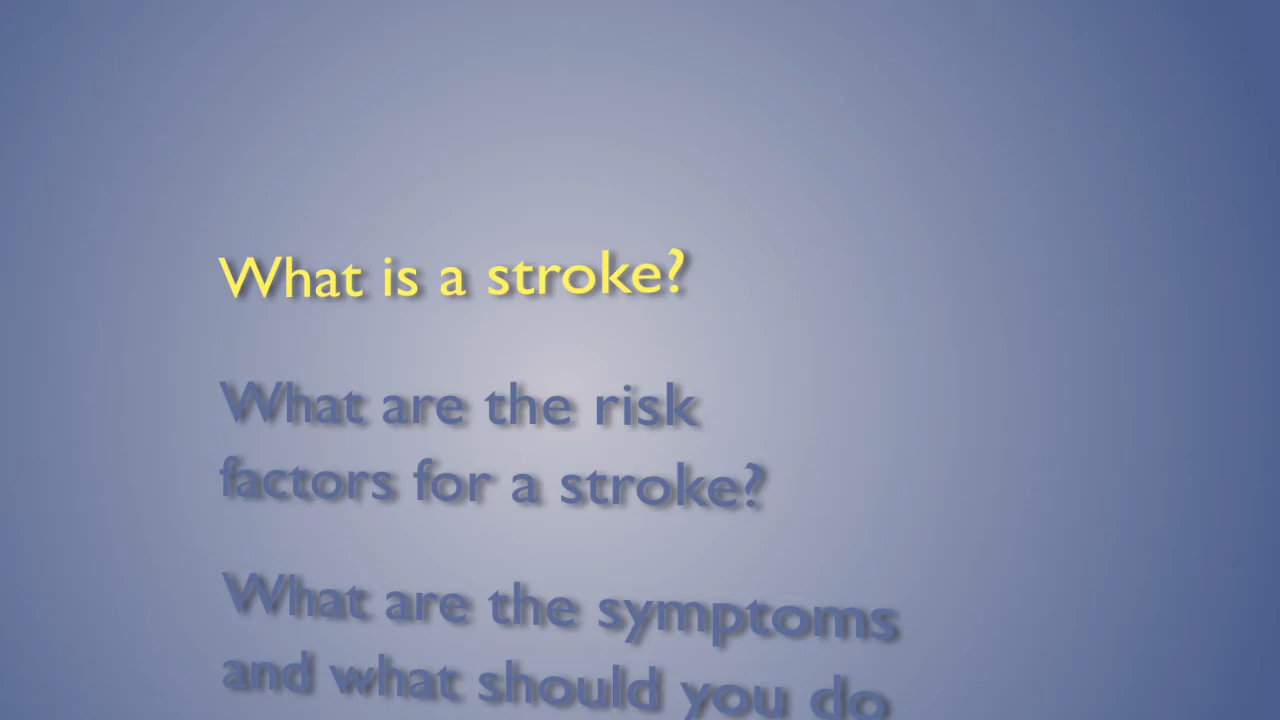 What is a stroke?
What are the risk
factors for a stroke?
What are the symptoms
and what should you do